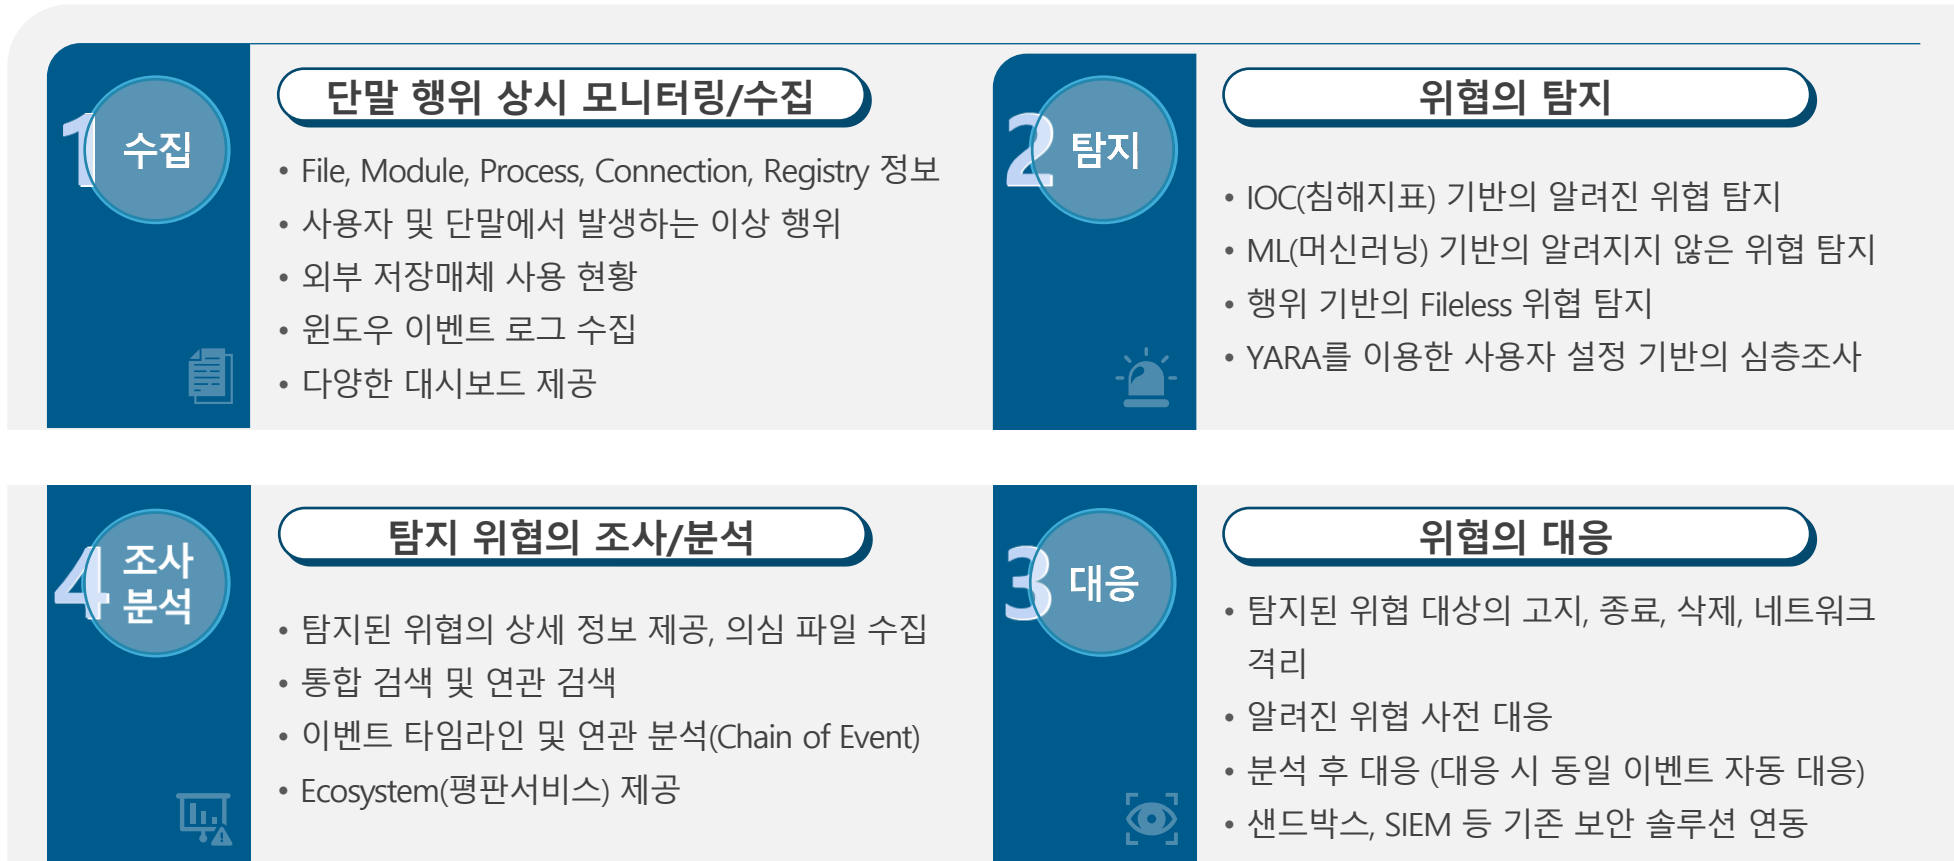 1
수집
단말 행위 상시 모니터링/수집
• File, Module, Process, Connection, Registry 정보
• 사용자 및 단말에서 발생하는 이상 행위
• 외부 저장매체 사용 현황
• 윈도우 이벤트 로그 수집
• 다양한 대시보드 제공
2
탐지
위협의 탐지
• IOC(침해지표) 기반의 알려진 위협 탐지
• ML(머신러닝) 기반의 알려지지 않은 위협 탐지
• 행위 기반의 Fileless 위협 탐지
• YARA를 이용한 사용자 설정 기반의 심층조사
4
조사
분석
탐지 위협의 조사/분석
• 탐지된 위협의 상세 정보 제공, 의심 파일 수집
• 통합 검색 및 연관 검색
• 이벤트 타임라인 및 연관 분석(Chain of Event)
• Ecosystem(평판서비스) 제공
3
대응
위협의 대응
• 탐지된 위협 대상의 고지, 종료, 삭제, 네트워크
격리
• 알려진 위협 사전 대응
• 분석 후 대응 (대응 시 동일 이벤트 자동 대응)
• 샌드박스, SIEM 등 기존 보안 솔루션 연동